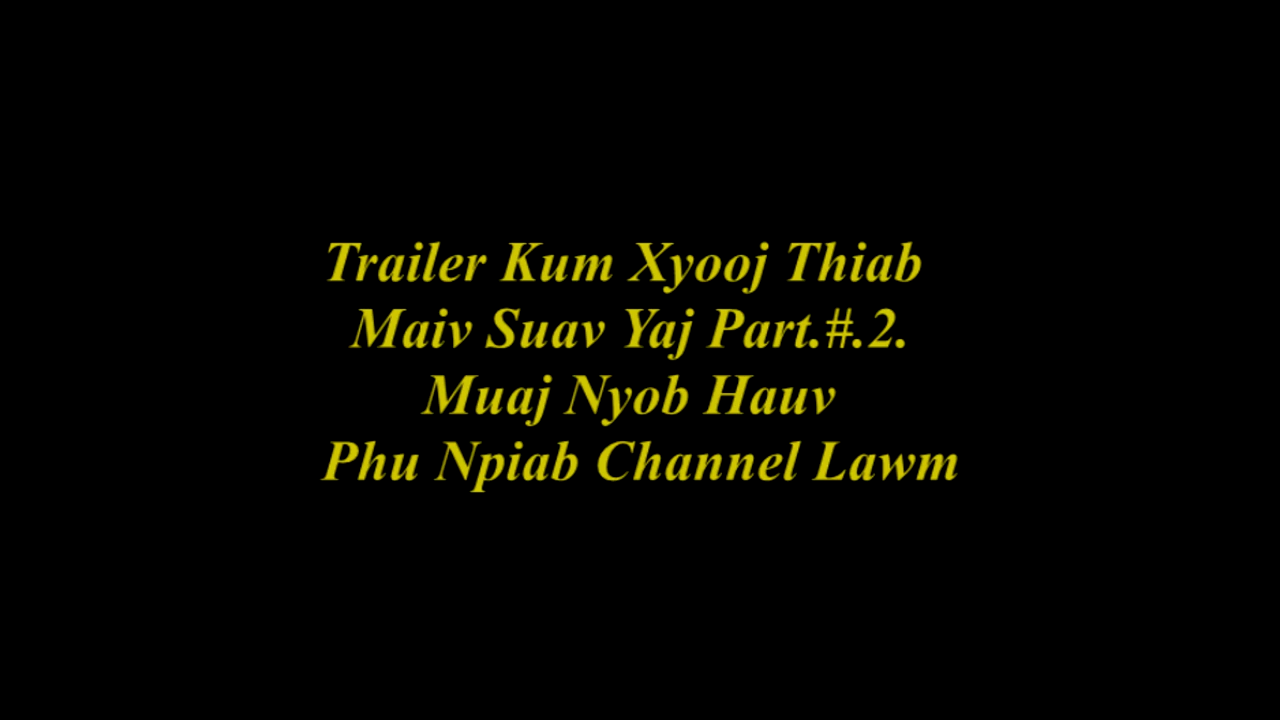 Trailer Kum Xyooj Thiab
Maiv Suav Yaj Part.#.2.
Muaj Nyob Hauv
Phu Npiab Channel Lawm